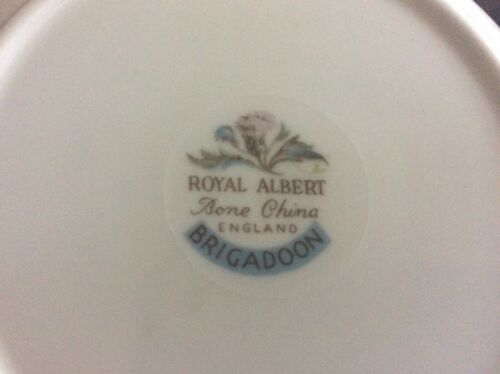 ROYAL ALBERT
Bone China
ENGLAND
BRIGADOON